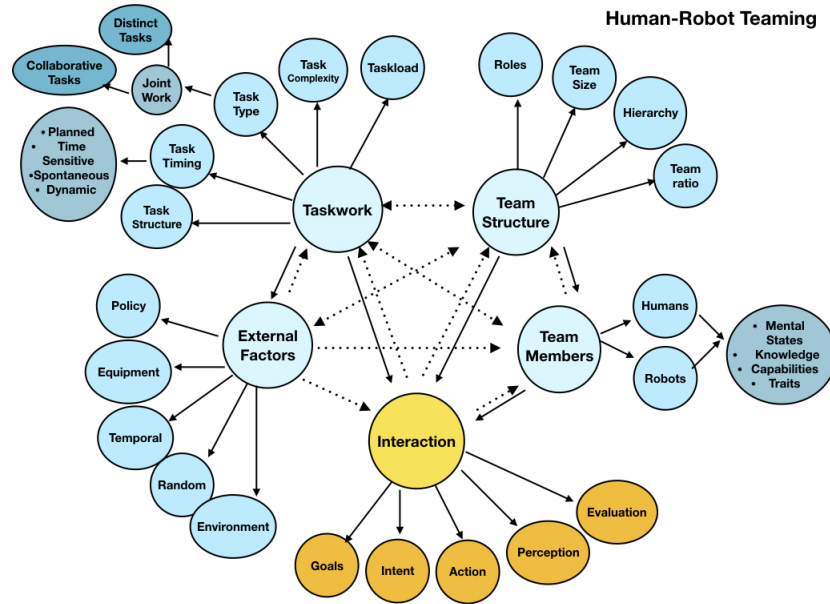 Human-Robot Teaming
Distinct
Tasks
Collaborative
Tasks
Joint
Work
Task
Type
Task
Complexity
Taskload
• Planned
• Time
Sensitive
•Spontaneous
• Dynamic
Task
Timing
Task
Structure
Taskwork
Roles
Team
Size
Hierarchy
Team
ratio
Team
Structure
Policy
Equipment
Temporal
Random
Environment
External
Factors
Team
Members
Humans
Robots
• Mental
States
• Knowledge
• Capabilities
• Traits
Interaction
Goals
Intent
Action
Perception
Evaluation